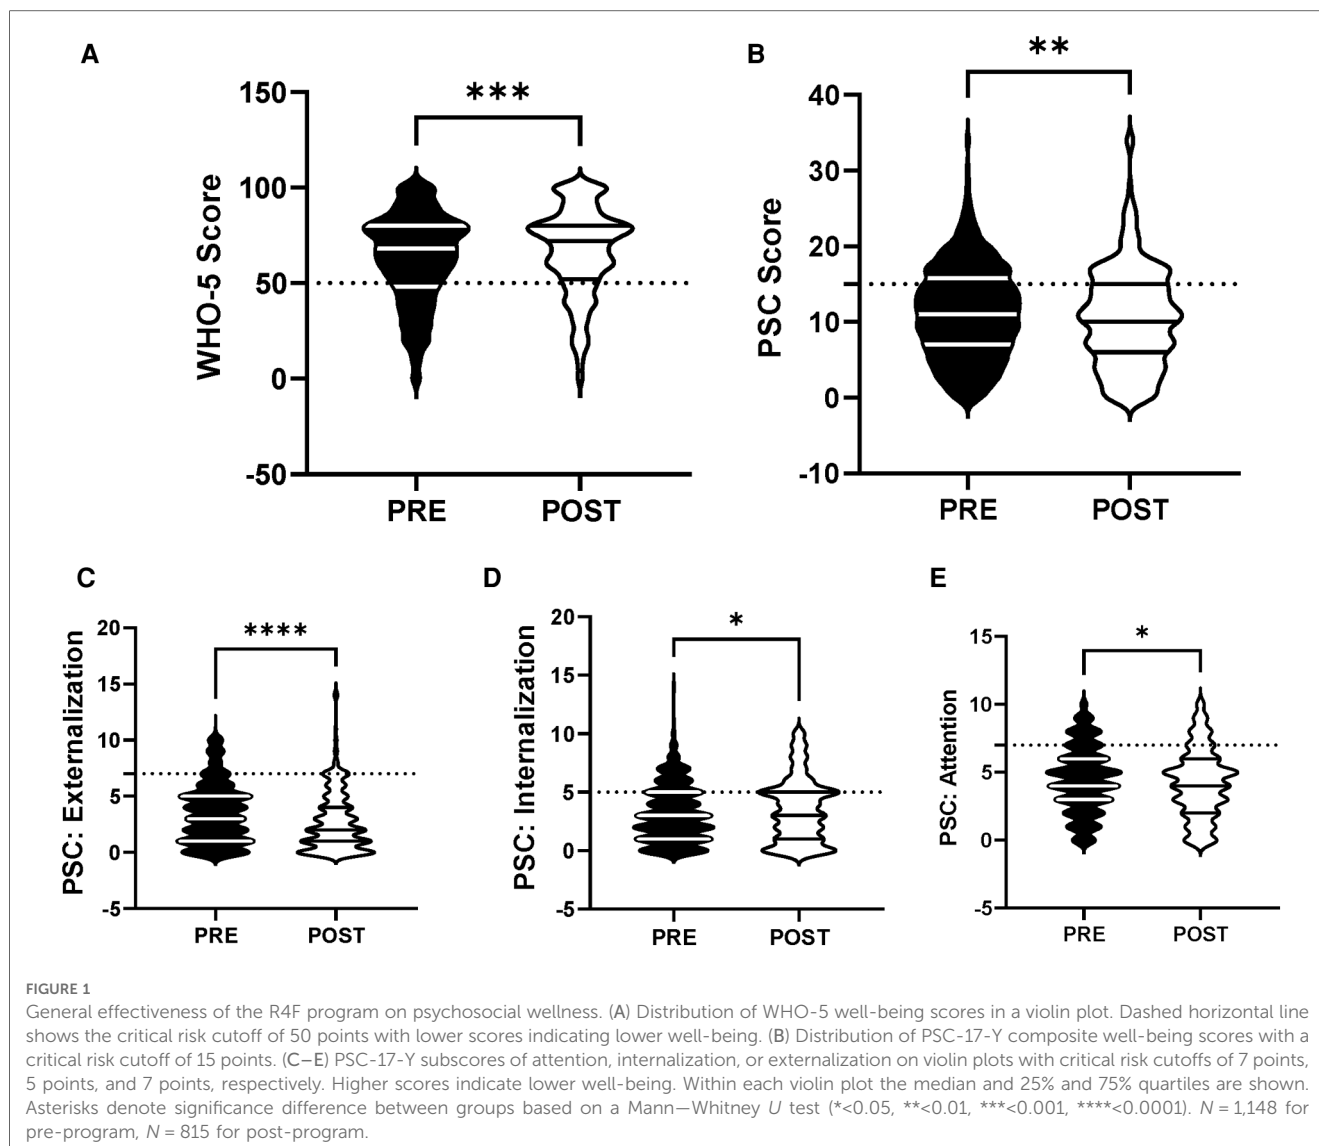 A
B
***
**
150
100
50
0
-50
WHO-5 Score
PRE
POST
40
30
20
10
0
-10
PSC Score
PRE
POST
C
D
E
****
*
*
20
15
10
5
0
-5
PSC: Externalization
PRE
POST
20
15
10
5
0
-5
PSC: Internalization
PRE
POST
15
10
5
0
-5
PSC: Attention
PRE
POST
FIGURE 1
General effectiveness of the R4F program on psychosocial wellness. (A) Distribution of WHO-5 well-being scores in a violin plot. Dashed horizontal line
shows the critical risk cutoff of 50 points with lower scores indicating lower well-being. (B) Distribution of PSC-17-Y composite well-being scores with a
critical risk cutoff of 15 points. (C–E) PSC-17-Y subscores of attention, internalization, or externalization on violin plots with critical risk cutoffs of 7 points,
5 points, and 7 points, respectively. Higher scores indicate lower well-being. Within each violin plot the median and 25% and 75% quartiles are shown.
Asterisks denote significance difference between groups based on a Mann—Whitney U test (*<0.05, **<0.01, ***<0.001, ****<0.0001). N = 1,148 for
pre-program, N = 815 for post-program.